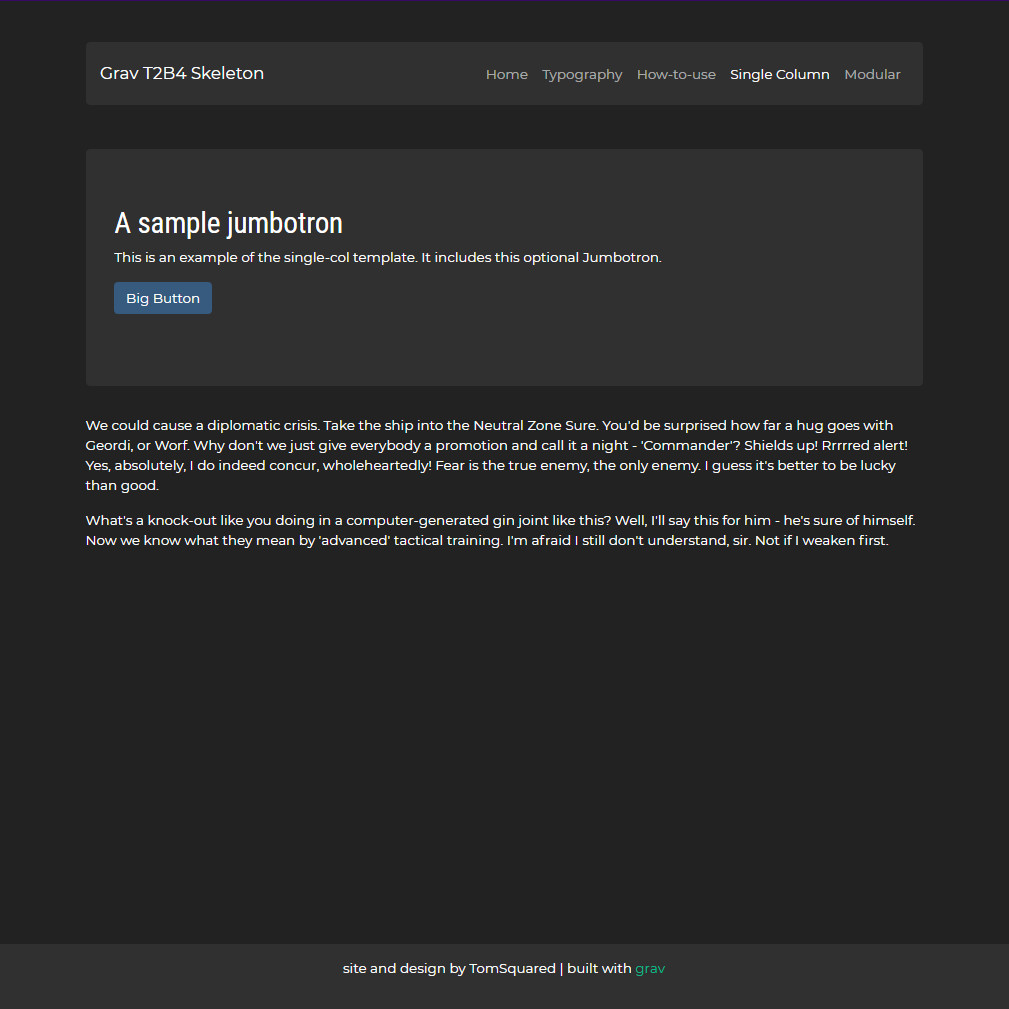 Grav T2B4 Skeleton
Home Typography How-to-use Single Column Modular
A sample jumbotron
This is an example of the single-col template. It includes this optional Jumbotron.
Big Button
We could cause a diplomatic crisis. Take the ship into the Neutral Zone Sure. You'd be surprised how far a hug goes with
Geordi, or Worf. Why don't we just give everybody a promotion and call it a night - 'Commander'? Shields up! Rrrrred alert!
Yes, absolutely, I do indeed concur, wholeheartedly! Fear is the true enemy, the only enemy. I guess it's better to be lucky
than good.
What's a knock-out like you doing in a computer-generated gin joint like this? Well, I'll say this for him - he's sure of himself.
Now we know what they mean by 'advanced' tactical training. I'm afraid I still don't understand, sir. Not if I weaken first.
site and design by TomSquared | built with grav